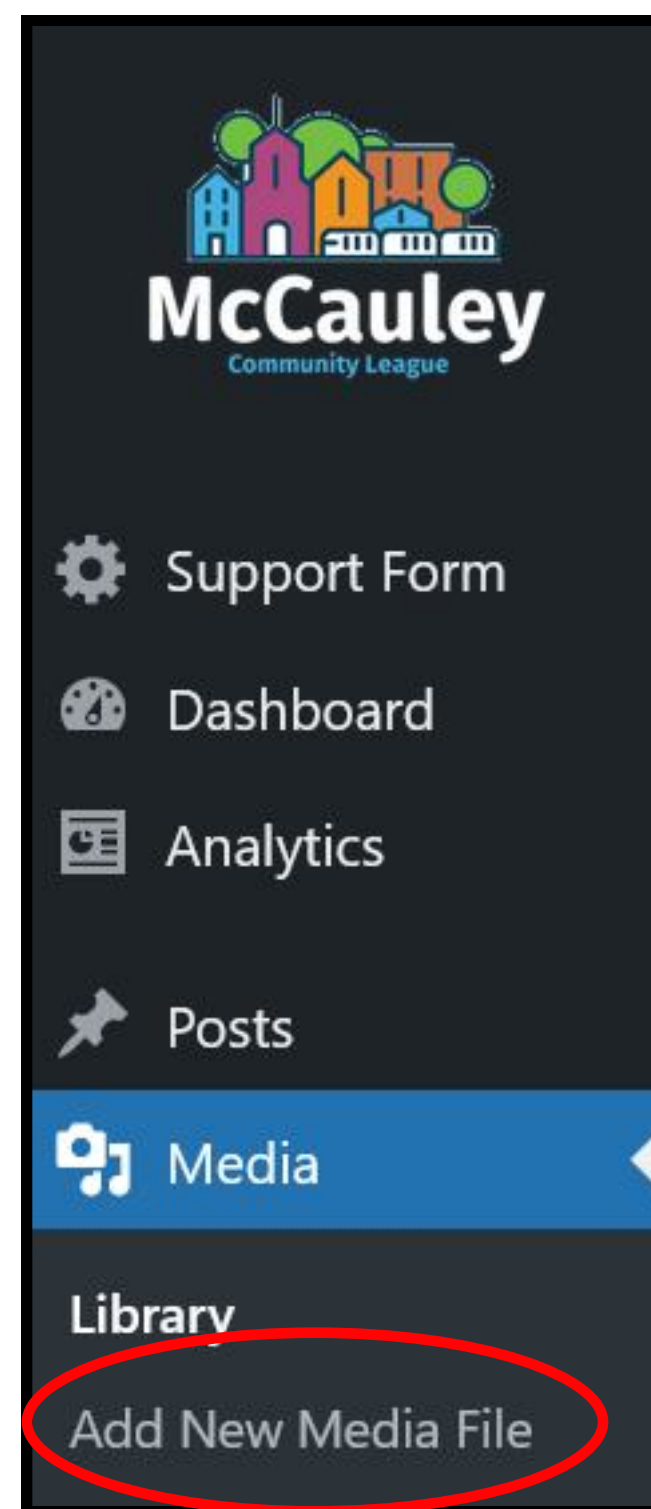 McCauley
Community League
Support Form
Dashboard
Analytics
Posts
Media
Library
Add New Media File